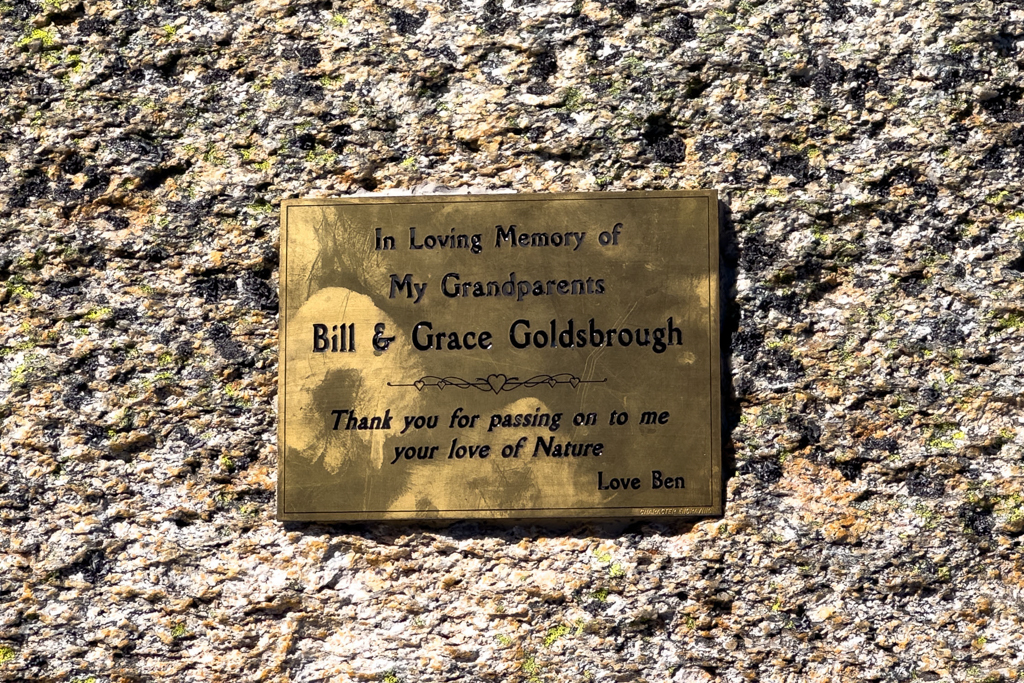 In Loving Memory of
My Grandparents
Bill & Grace Goldsbrough
Thank you for passing on to me
your love of Nature
Love Ben